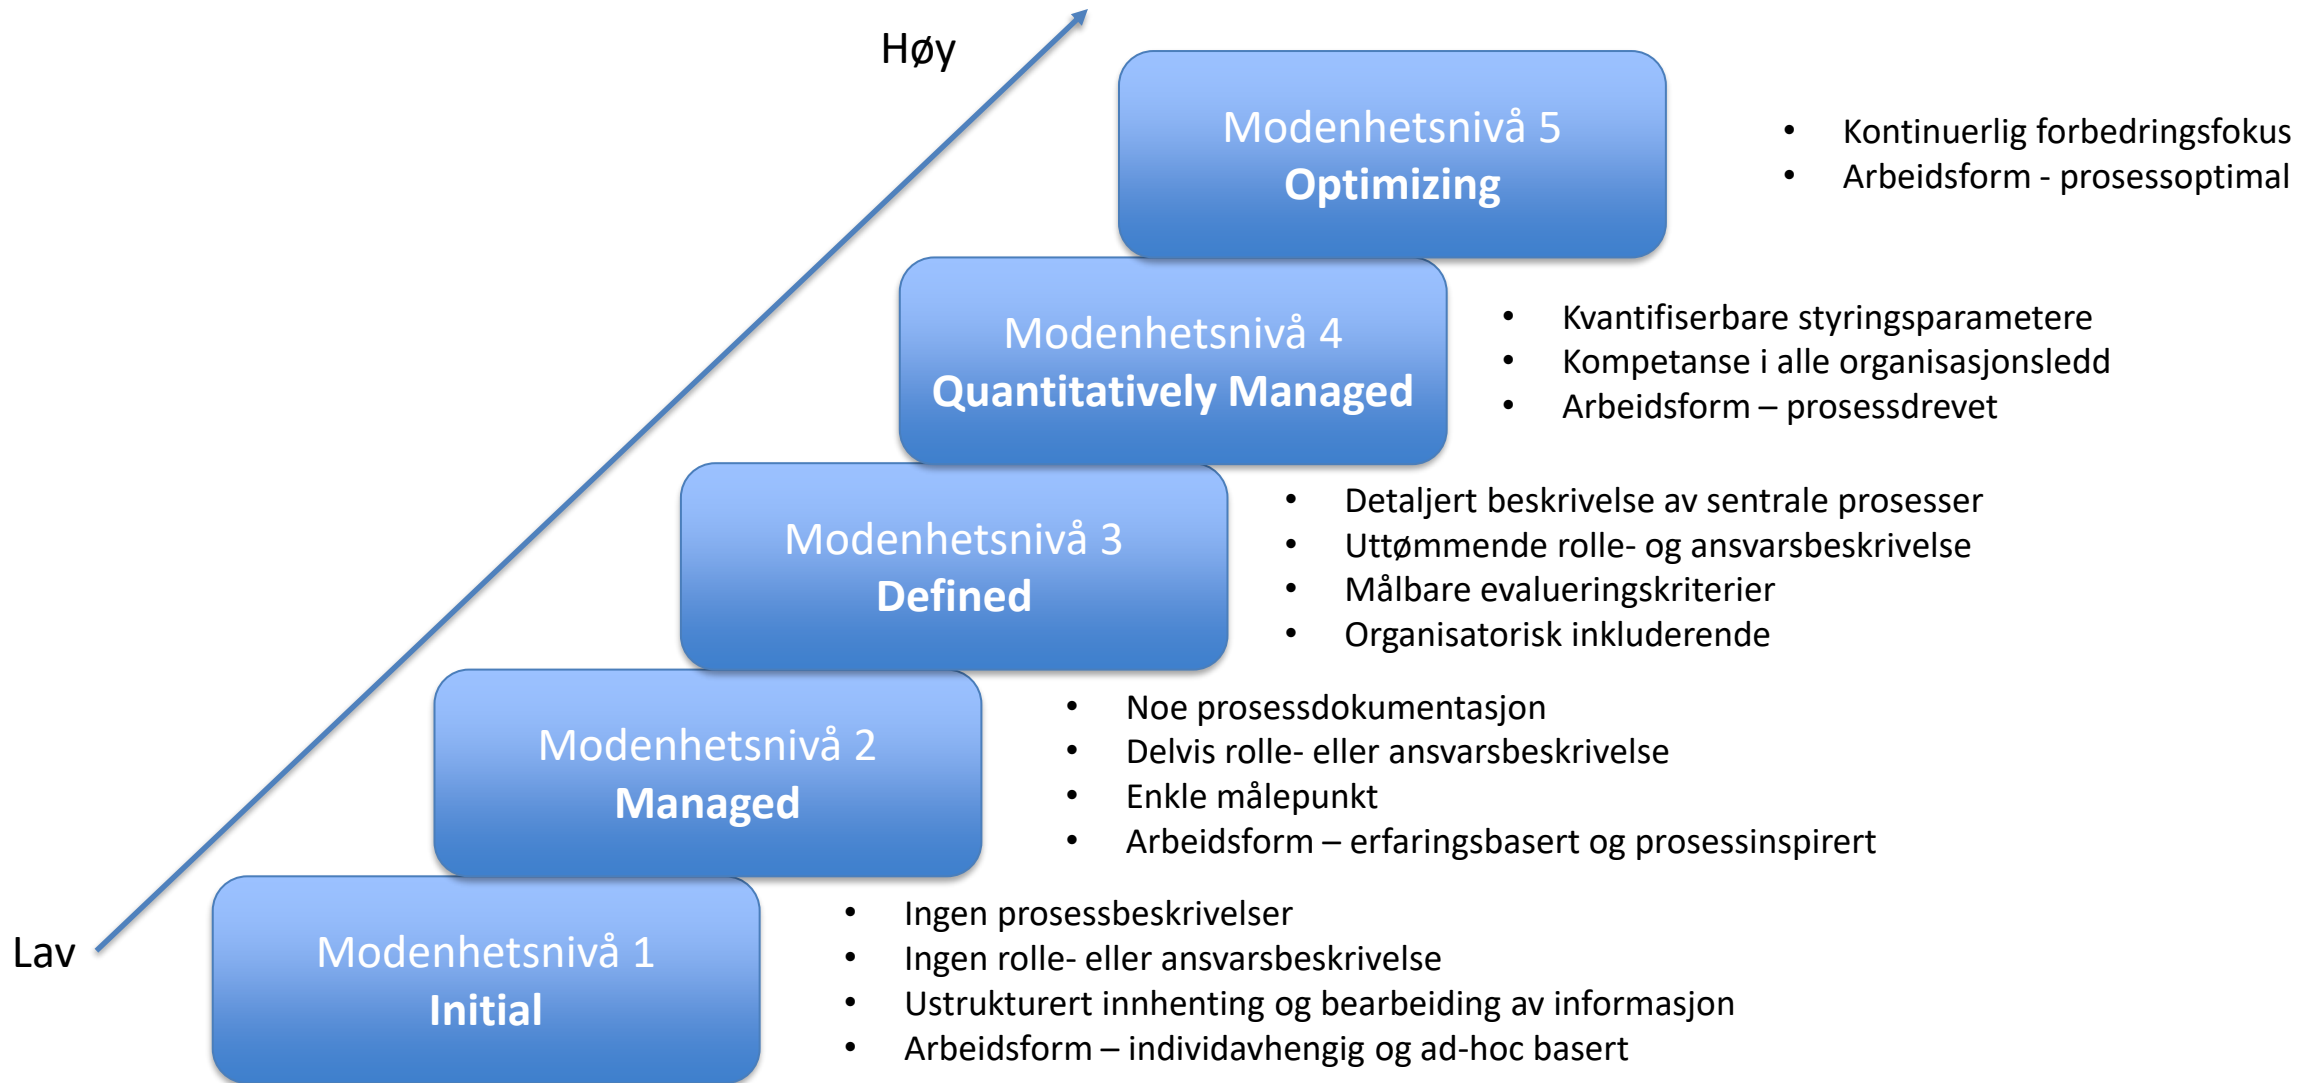 Høy
Modenhetsnivå 5
Optimizing
• Kontinuerlig forbedringsfokus
• Arbeidsform - prosessoptimal
Modenhetsnivå 4
Quantitatively Managed
• Kvantifiserbare styringsparametere
• Kompetanse i alle organisasjonsledd
• Arbeidsform – prosessdrevet
Modenhetsnivå 3
Defined
• Detaljert beskrivelse av sentrale prosesser
• Uttømmende rolle- og ansvarsbeskrivelse
• Målbare evalueringskriterier
• Organisatorisk inkluderende
Modenhetsnivå 2
Managed
• Noe prosessdokumentasjon
• Delvis rolle- eller ansvarsbeskrivelse
• Enkle målepunkt
• Arbeidsform – erfaringsbasert og prosessinspirert
Lav
Modenhetsnivå 1
Initial
• Ingen prosessbeskrivelser
• Ingen rolle- eller ansvarsbeskrivelse
• Ustrukturert innhenting og bearbeiding av informasjon
• Arbeidsform – individavhengig og ad-hoc basert